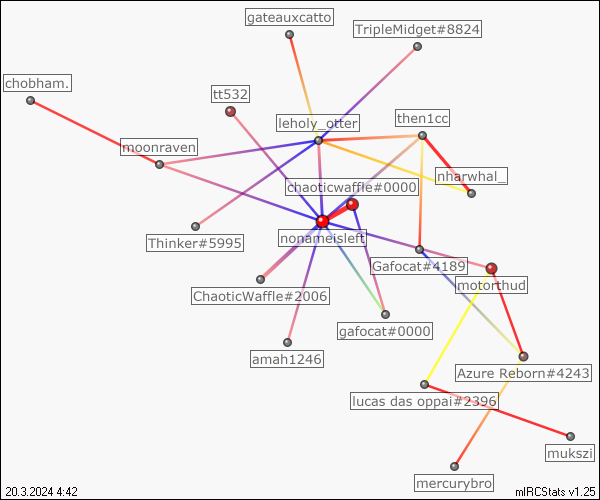 gateauxcatto
TripleMidget#8824
chobham.
tt532
leholy_otter
then1cc
moonraven
nharwhal_
chaoticwaffle#0000
Thinker#5995
nonameisleft
Gafocat#4189
motorthud
ChaoticWaffle#2006
gafocat#0000
amah1246
Azure Reborn#4243
lucas das oppai#2396
mukszi
mercurybro
20.3.2024 4:42
mIRCStats v1.25